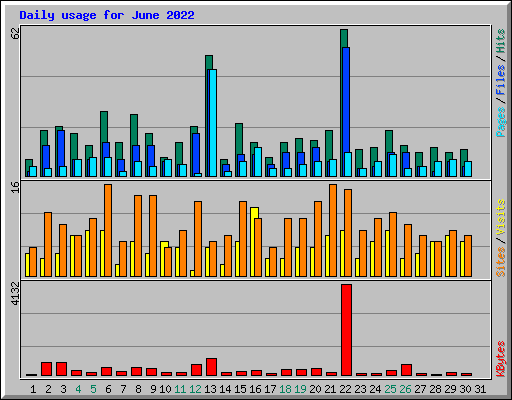 Daily usage for June 2022
62
Pages / Files / Hits
16
Sites / Visits
4132
KBytes
1 2 3 4 5 6 7 8 9 10 11 12 13 14 15 16 17 18 19 20 21 22 23 24 25 26 27 28 29 30 31